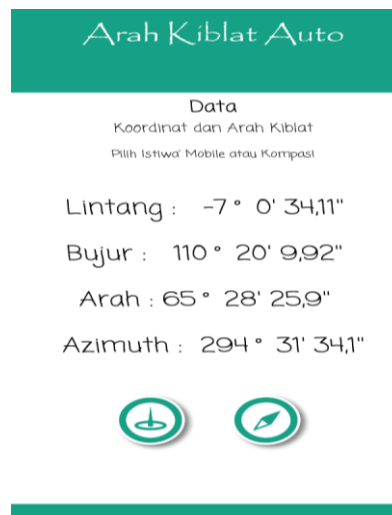 Arah Kiblat Auto
Data
Koordinat dan Arah Kiblat
Pilih Istiwa' Mobile atau Kompas!
Lintang : -7° 0' 34,11"
Bujur : 110° 20' 9,92"
Arah : 65° 28' 25,9"
Azimuth : 294° 31' 34,1"